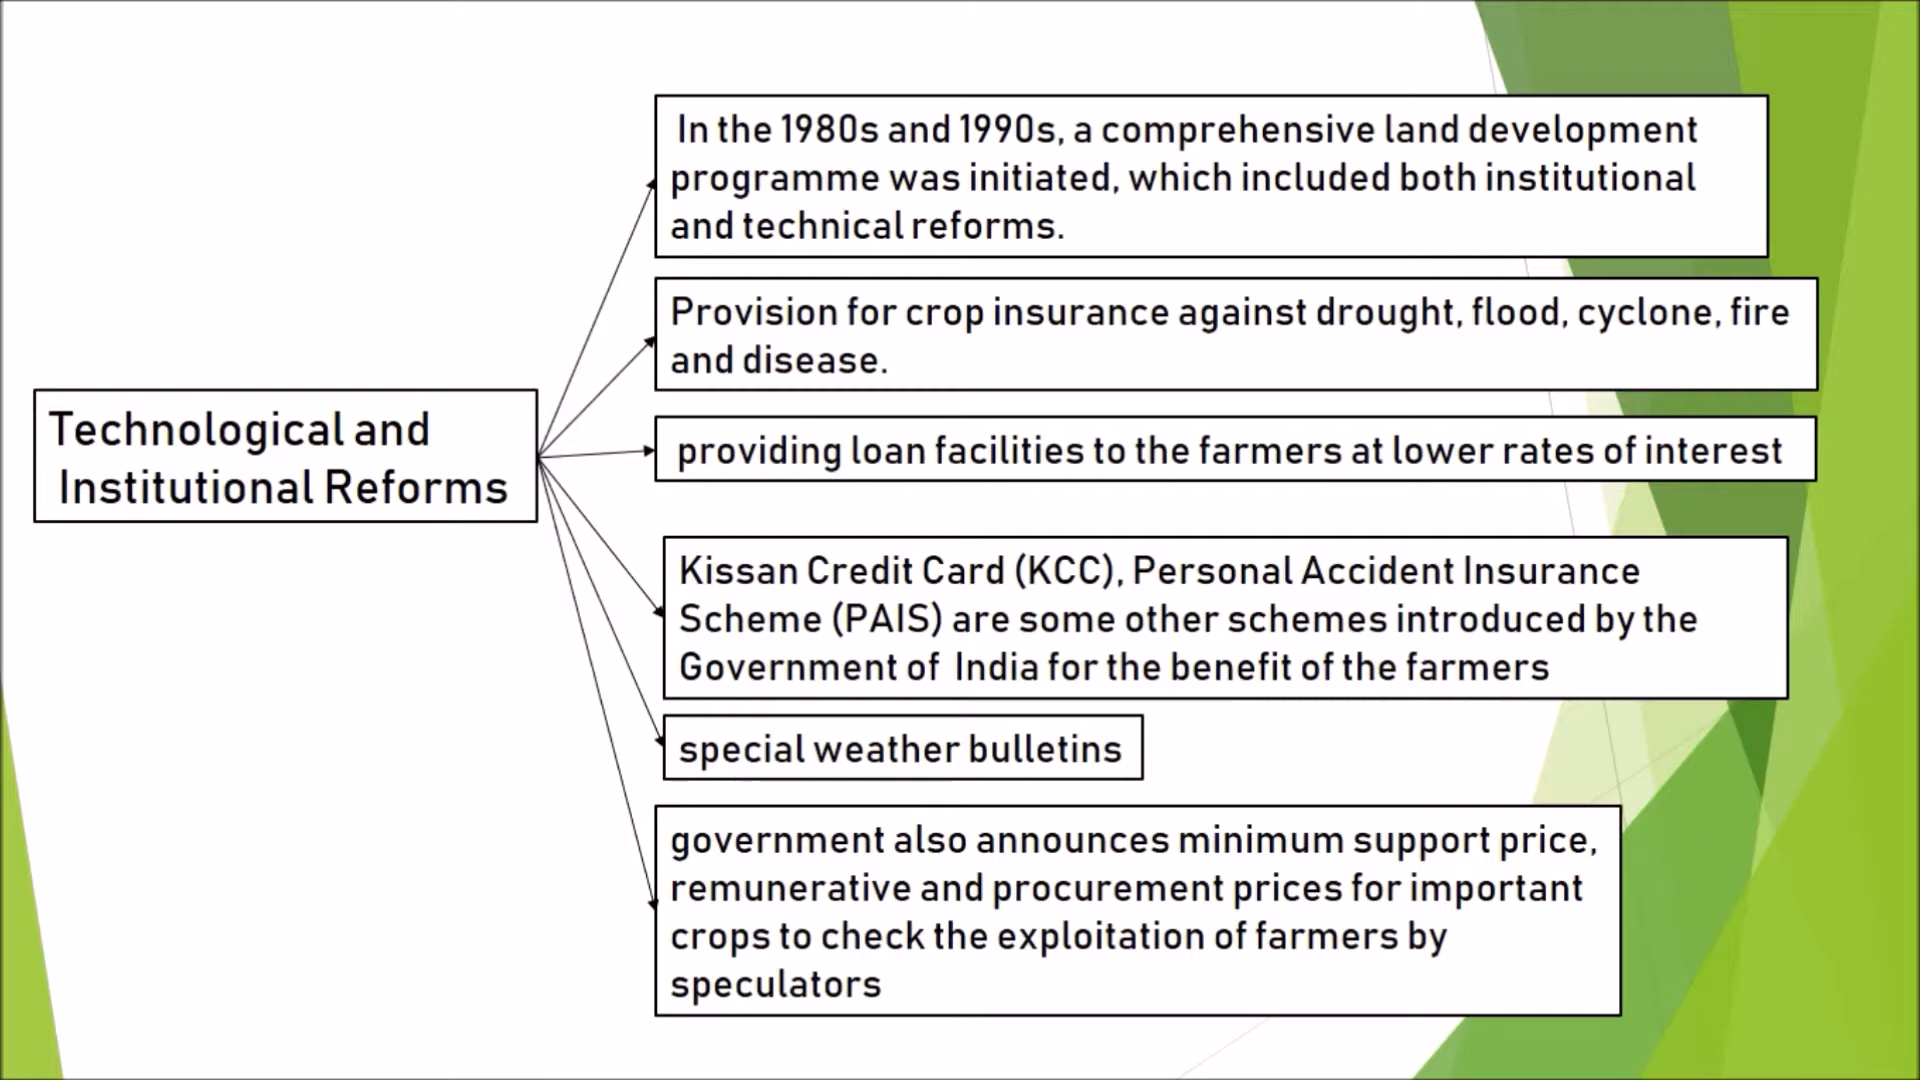 In the 1980s and 1990s, a comprehensive land development
programme was initiated, which included both institutional
and technical reforms.
Provision for crop insurance against drought, flood, cyclone, fire
and disease.
Technological and
Institutional Reforms
providing loan facilities to the farmers at lower rates of interest
Kissan Credit Card (KCC), Personal Accident Insurance
Scheme (PAIS) are some other schemes introduced by the
Government of India for the benefit of the farmers
special weather bulletins
government also announces minimum support price,
remunerative and procurement prices for important
crops to check the exploitation of farmers by
speculators